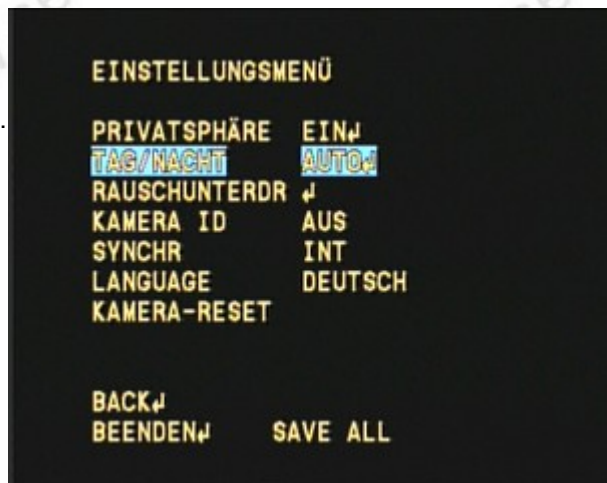 EINSTELLUNGSMENÜ
PRIVATSPHÄRE EIN↵
TAG/NACHT AUTO↵
RAUSCHUNTERDR ↵
KAMERA ID AUS
SYNCHR INT
LANGUAGE DEUTSCH
KAMERA-RESET
BACK↵
BEENDEN↵ SAVE ALL